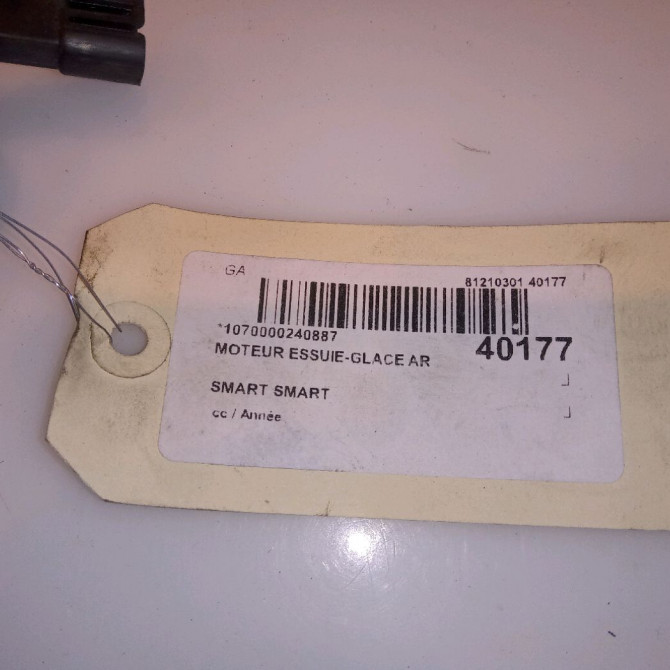 GA
81210301 40177
*1070000240887
MOTEUR ESSUIE-GLACE AR 40177
SMART SMART
cc / Année